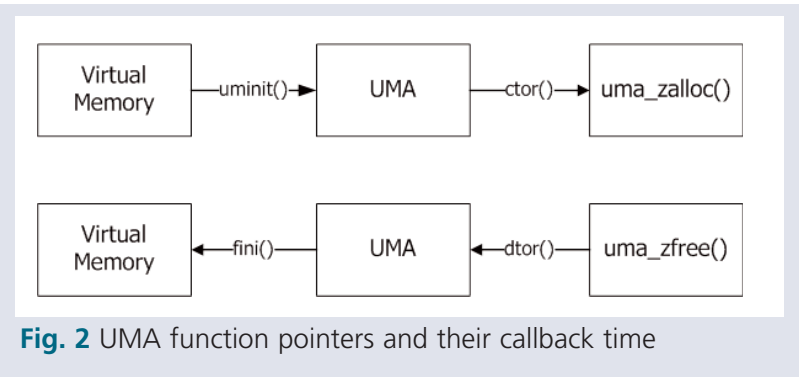 Virtual
Memory
uminit()
UMA
ctor()
uma_zalloc()
Virtual
Memory
fini()
UMA
dtor()
uma_zfree()
Fig. 2 UMA function pointers and their callback time